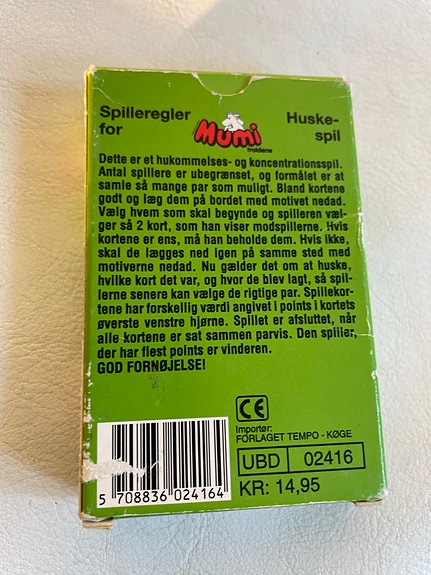 Spilleregler for
Mumi
troldene
Huske-
spil
Dette er et hukommelses- og koncentrationsspil.
Antal spillere er ubegrænset, og formålet er at
samle så mange par som muligt. Bland kortene
godt og læg dem på bordet med motivet nedad.
Vælg hvem som skal begynde og spilleren væl-
ger så 2 kort, som han viser modspillerne. Hvis
kortene er ens, må han beholde dem. Hvis ikke,
skal de lægges ned igen på samme sted med
motiverne nedad. Nu gælder det om at huske,
hvilke kort det var, og hvor de blev lagt, så spil-
lerne senere kan vælge de rigtige par. Spilekor-
tene har forskellig værdi angivet i points i kortets
øverste venstre hjørne. Spillet er afsluttet, når
alle kortene er sat sammen parvis. Den spiller,
der har flest points er vinderen.
GOD FORNØJELSE!
CE
Importør:
FORLAGET TEMPO - KØGE
UBD 02416
KR: 14,95
5 708836 024164